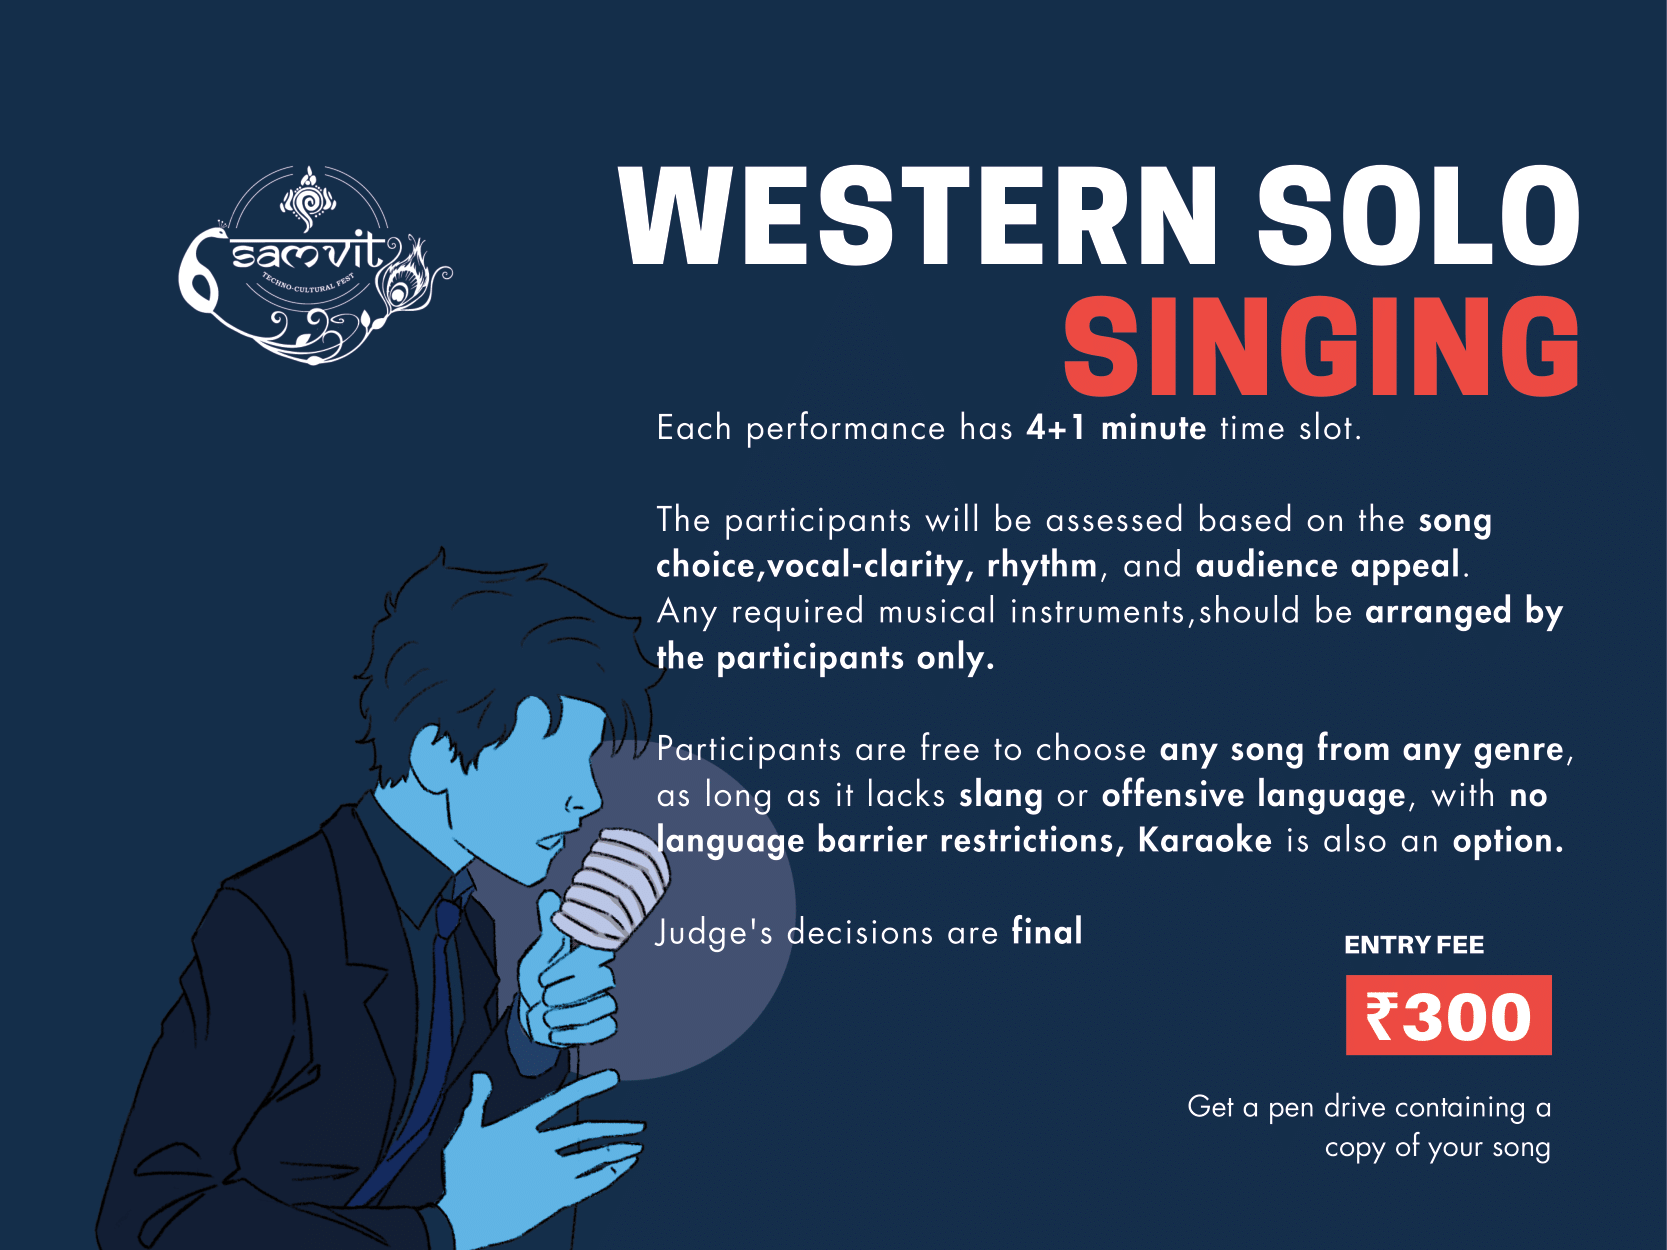 samvit
TECHNO-CULTURAL FEST
WESTERN SOLO
SINGING
Each performance has 4+1 minute time slot.
The participants will be assessed based on the song
choice,vocal-clarity, rhythm, and audience appeal.
Any required musical instruments,should be arranged by
the participants only.
Participants are free to choose any song from any genre,
as long as it lacks slang or offensive language, with no
language barrier restrictions, Karaoke is also an option.
Judge's decisions are final
ENTRY FEE
₹300
Get a pen drive containing a
copy of your song